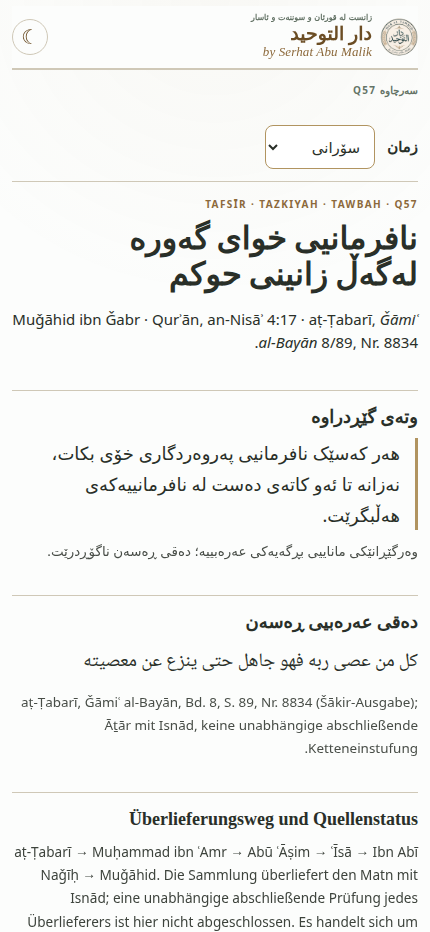 زانست لە قورئان و سوننەت و ئاسار
دار التوحيد
by Serhat Abu Malik
سەرچاوە Q57
زمان
سۆرانی
TAFSĪR · TAZKIYAH · TAWBAH · Q57
نافرمانیی خوای گەورە
لەگەڵ زانینی حوکم
Muǧāhid ibn Ǧabr · Qurʾān, an-Nisāʾ 4:17 · aṭ-Ṭabarī, Ǧāmiʿ
al-Bayān 8/89, Nr. 8834.
وتەی گێڕدراوە
هەر کەسێک نافرمانیی پەروەردگاری خۆی بکات،
نەزانە تا ئەو کاتەی دەست لە نافرمانییەکەی
هەڵبگرێت.
وەرگێڕانێکی ماناییی بڕگەیەکی عەرەبییە؛ دەقی ڕەسەن ناگۆڕدرێت.
دەقی عەرەبیی ڕەسەن
كل من عصى ربه فهو جاهل حتى ينزع عن معصيته
aṭ-Ṭabarī, Ǧāmiʿ al-Bayān, Bd. 8, S. 89, Nr. 8834 (Šākir-Ausgabe);
Āṯār mit Isnād, keine unabhängige abschließende
Ketteneinstufung.
Überlieferungsweg und Quellenstatus
aṭ-Ṭabarī → Muḥammad ibn ʿAmr → Abū ʿĀṣim → ʿĪsā → Ibn Abī
Naǧīḥ → Muǧāhid. Die Sammlung überliefert den Matn mit
Isnād; eine unabhängige abschließende Prüfung jedes
Überlieferers ist hier nicht abgeschlossen. Es handelt sich um